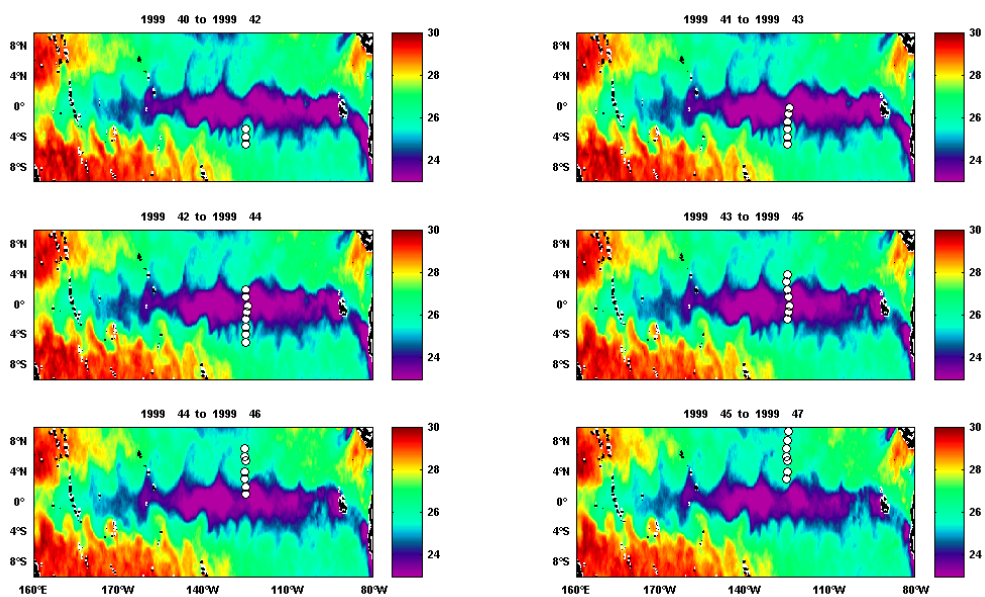 1999 40 to 1999 42
1999 41 to 1999 43
8°N
4°N
0°
4°S
8°S
30
28
26
24
8°N
4°N
0°
4°S
8°S
30
28
26
24
1999 42 to 1999 44
1999 43 to 1999 45
8°N
4°N
0°
4°S
8°S
30
28
26
24
8°N
4°N
0°
4°S
8°S
30
28
26
24
1999 44 to 1999 46
1999 45 to 1999 47
8°N
4°N
0°
4°S
8°S
30
28
26
24
8°N
4°N
0°
4°S
8°S
30
28
26
24
160°E 170°W 140°W 110°W 80°W
160°E 170°W 140°W 110°W 80°W